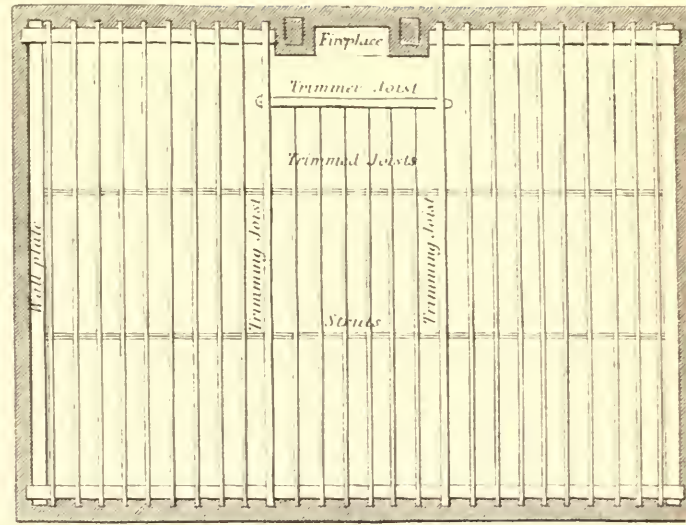 Fireplace
Trimmer Joist
Trimmed Joists
Wall plate
Trimming Joist
Trimming Joist
Struts